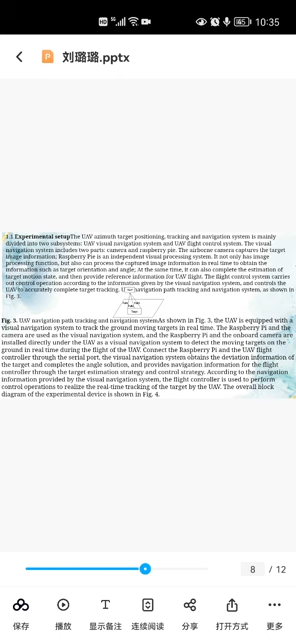 HD 5G 45 10:35
刘璐璐.pptx
1.1 Experimental setupThe UAV azimuth target positioning, tracking and navigation system is mainly
divided into two subsystems: UAV visual navigation system and UAV flight control system. The visual
navigation system includes two parts: camera and raspberry pie. The airborne camera captures the target
image information; Raspberry Pie is an independent visual processing system. It not only has image
processing function, but also can process the captured image information in real time to obtain the
information such as target orientation and angle; At the same time, it can also complete the estimation of
target motion state, and then provide reference information for UAV flight. The flight control system carries
out control operation according to the information given by the visual navigation system, and controls the
UAV to accurately complete target tracking. navigation path tracking and navigation system, as shown in
Fig. 3.
Fig. 3. UAV navigation path tracking and navigation systemAs shown in Fig. 3, the UAV is equipped with a
visual navigation system to track the ground moving targets in real time. The Raspberry Pi and the
camera are used as the UAV vision system, and the Raspberry Pi and the onboard camera are
installed directly under the UAV as a visual navigation system to detect the moving targets on the
ground in real time during the flight of the UAV. Connect the Raspberry Pi and the UAV flight
controller through the serial port, the visual navigation system obtains the deviation information of
the target and completes the angle solution, and provides navigation information for the flight
controller through the target estimation strategy and control strategy. According to the navigation
information provided by the visual navigation system, the flight controller is used to perform
control operations to realize the real-time tracking of the target by the UAV. The overall block
diagram of the experimental device is shown in Fig. 4.
8 / 12
保存 播放 显示备注 连续阅读 分享 打开方式 更多